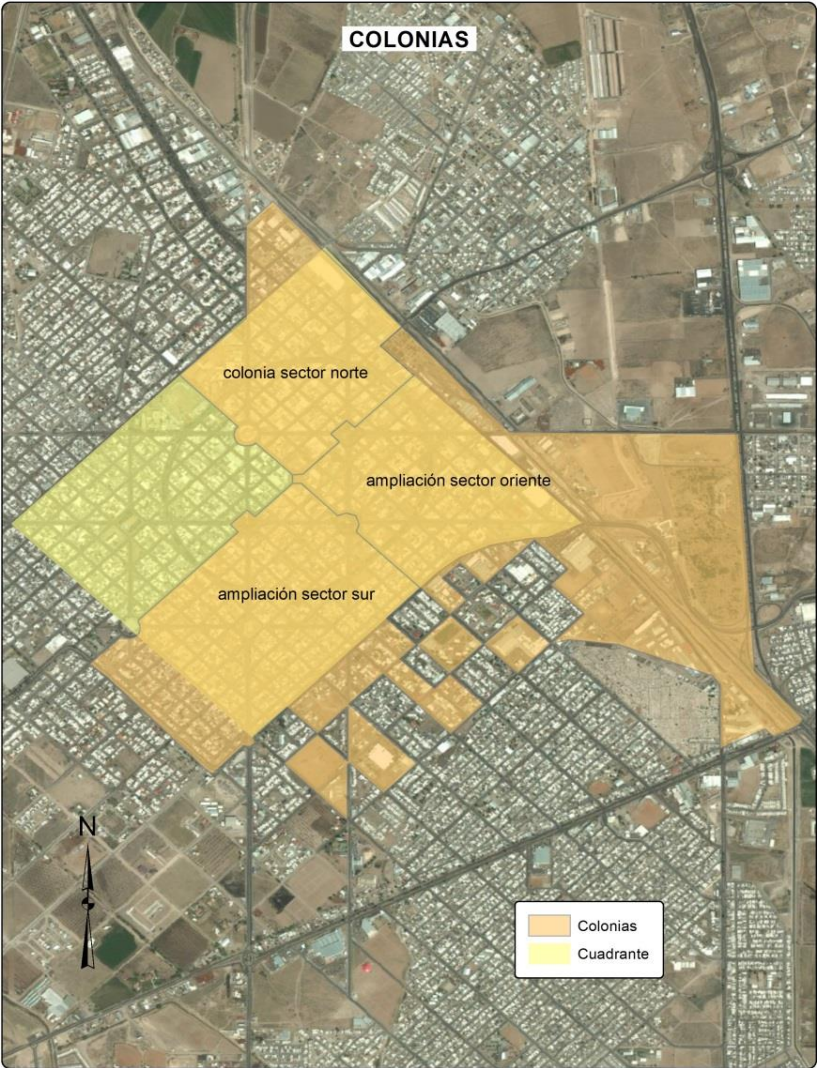 COLONIAS
colonia sector norte
ampliación sector oriente
ampliación sector sur
N
Colonias
Cuadrante